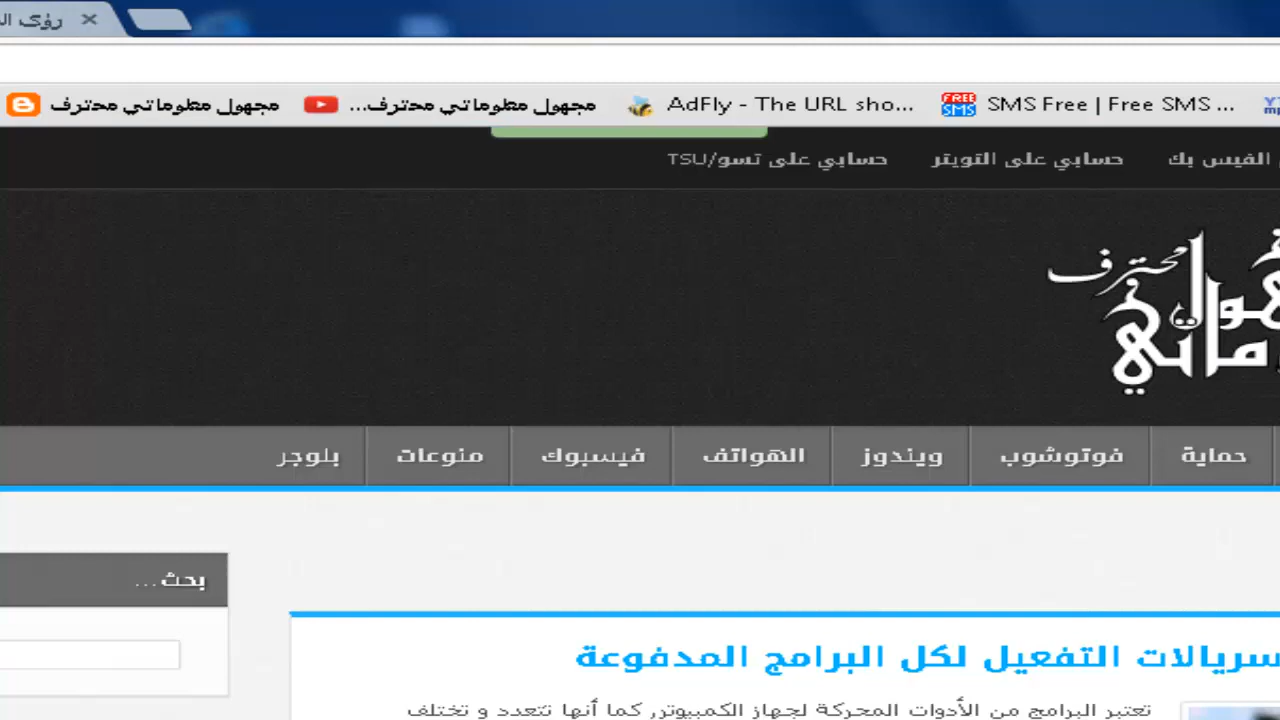 مجهول معلوماتي محترف
مجهول معلوماتي محترف...
AdFly - The URL sho...
FREE SMS
SMS Free | Free SMS ...
الفيس بك
حسابي على التويتر
حسابي على تسو/TSU
محترف
حماية
فوتوشوب
ويندوز
الهواتف
فيسبوك
منوعات
بلوجر
بحث...
سريالات التفعيل لكل البرامج المدفوعة
تعتبر البرامج من الأدوات المحركة لجهاز الكمبيوتر, كما أنها تتعدد و تختلف